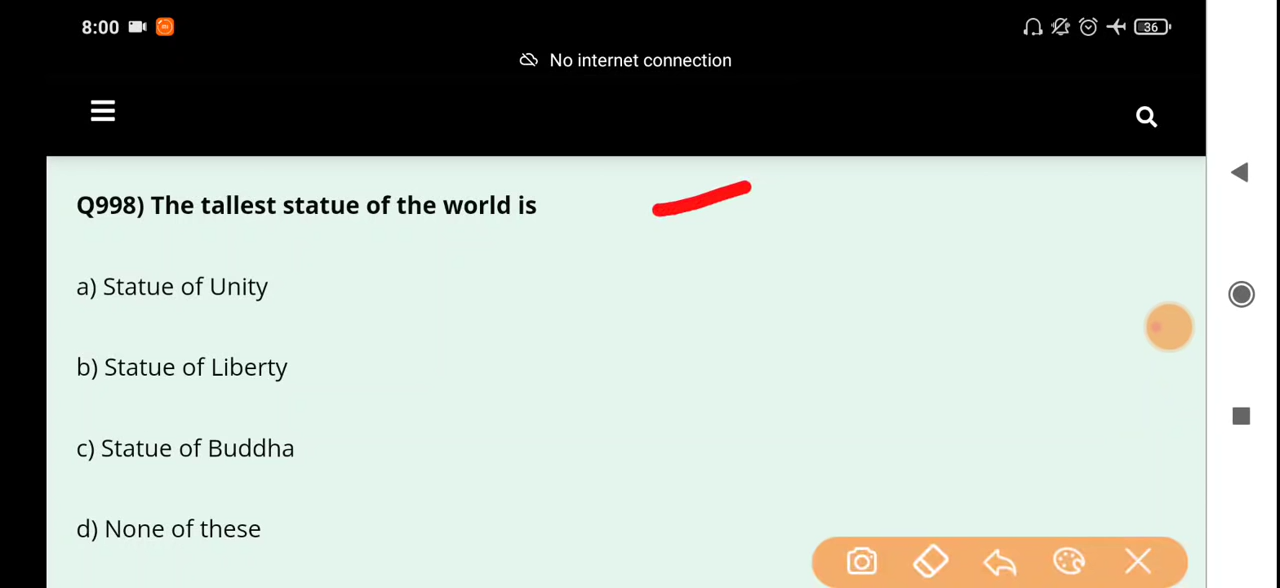 8:00
36
No internet connection
Q998) The tallest statue of the world is
a) Statue of Unity
b) Statue of Liberty
c) Statue of Buddha
d) None of these